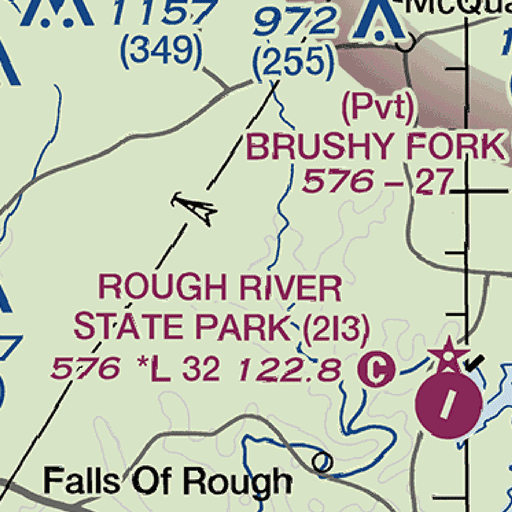 1157
(349)
972
(255)
(Pvt)
BRUSHY FORK
576 - 27
ROUGH RIVER
STATE PARK (2I3)
576 *L 32 122.8 C
Falls Of Rough